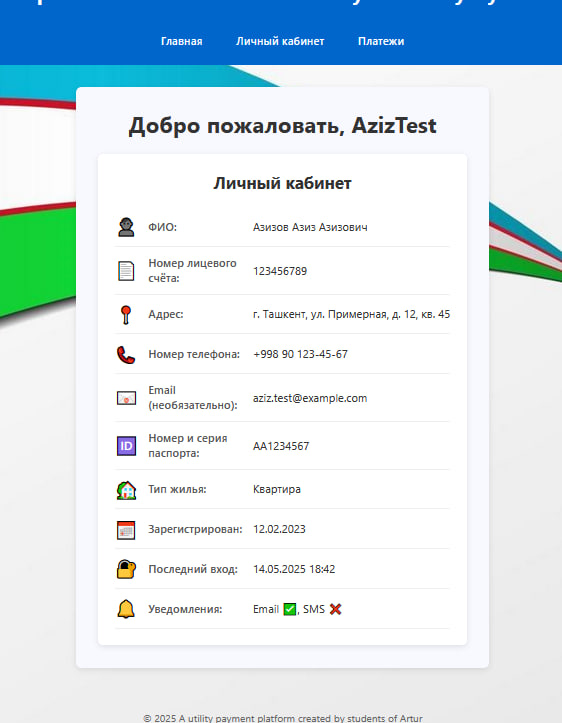 Главная Личный кабинет Платежи
Добро пожаловать, AzizTest
Личный кабинет
ФИО: Азизов Азиз Азизович
Номер лицевого
счёта: 123456789
Адрес: г. Ташкент, ул. Примерная, д. 12, кв. 45
Номер телефона: +998 90 123-45-67
Email
(необязательно): aziz.test@example.com
Номер и серия
паспорта: AA1234567
ID
Тип жилья: Квартира
Зарегистрирован: 12.02.2023
Последний вход: 14.05.2025 18:42
Уведомления: Email ✅, SMS ❌
© 2025 A utility payment platform created by students of Artur